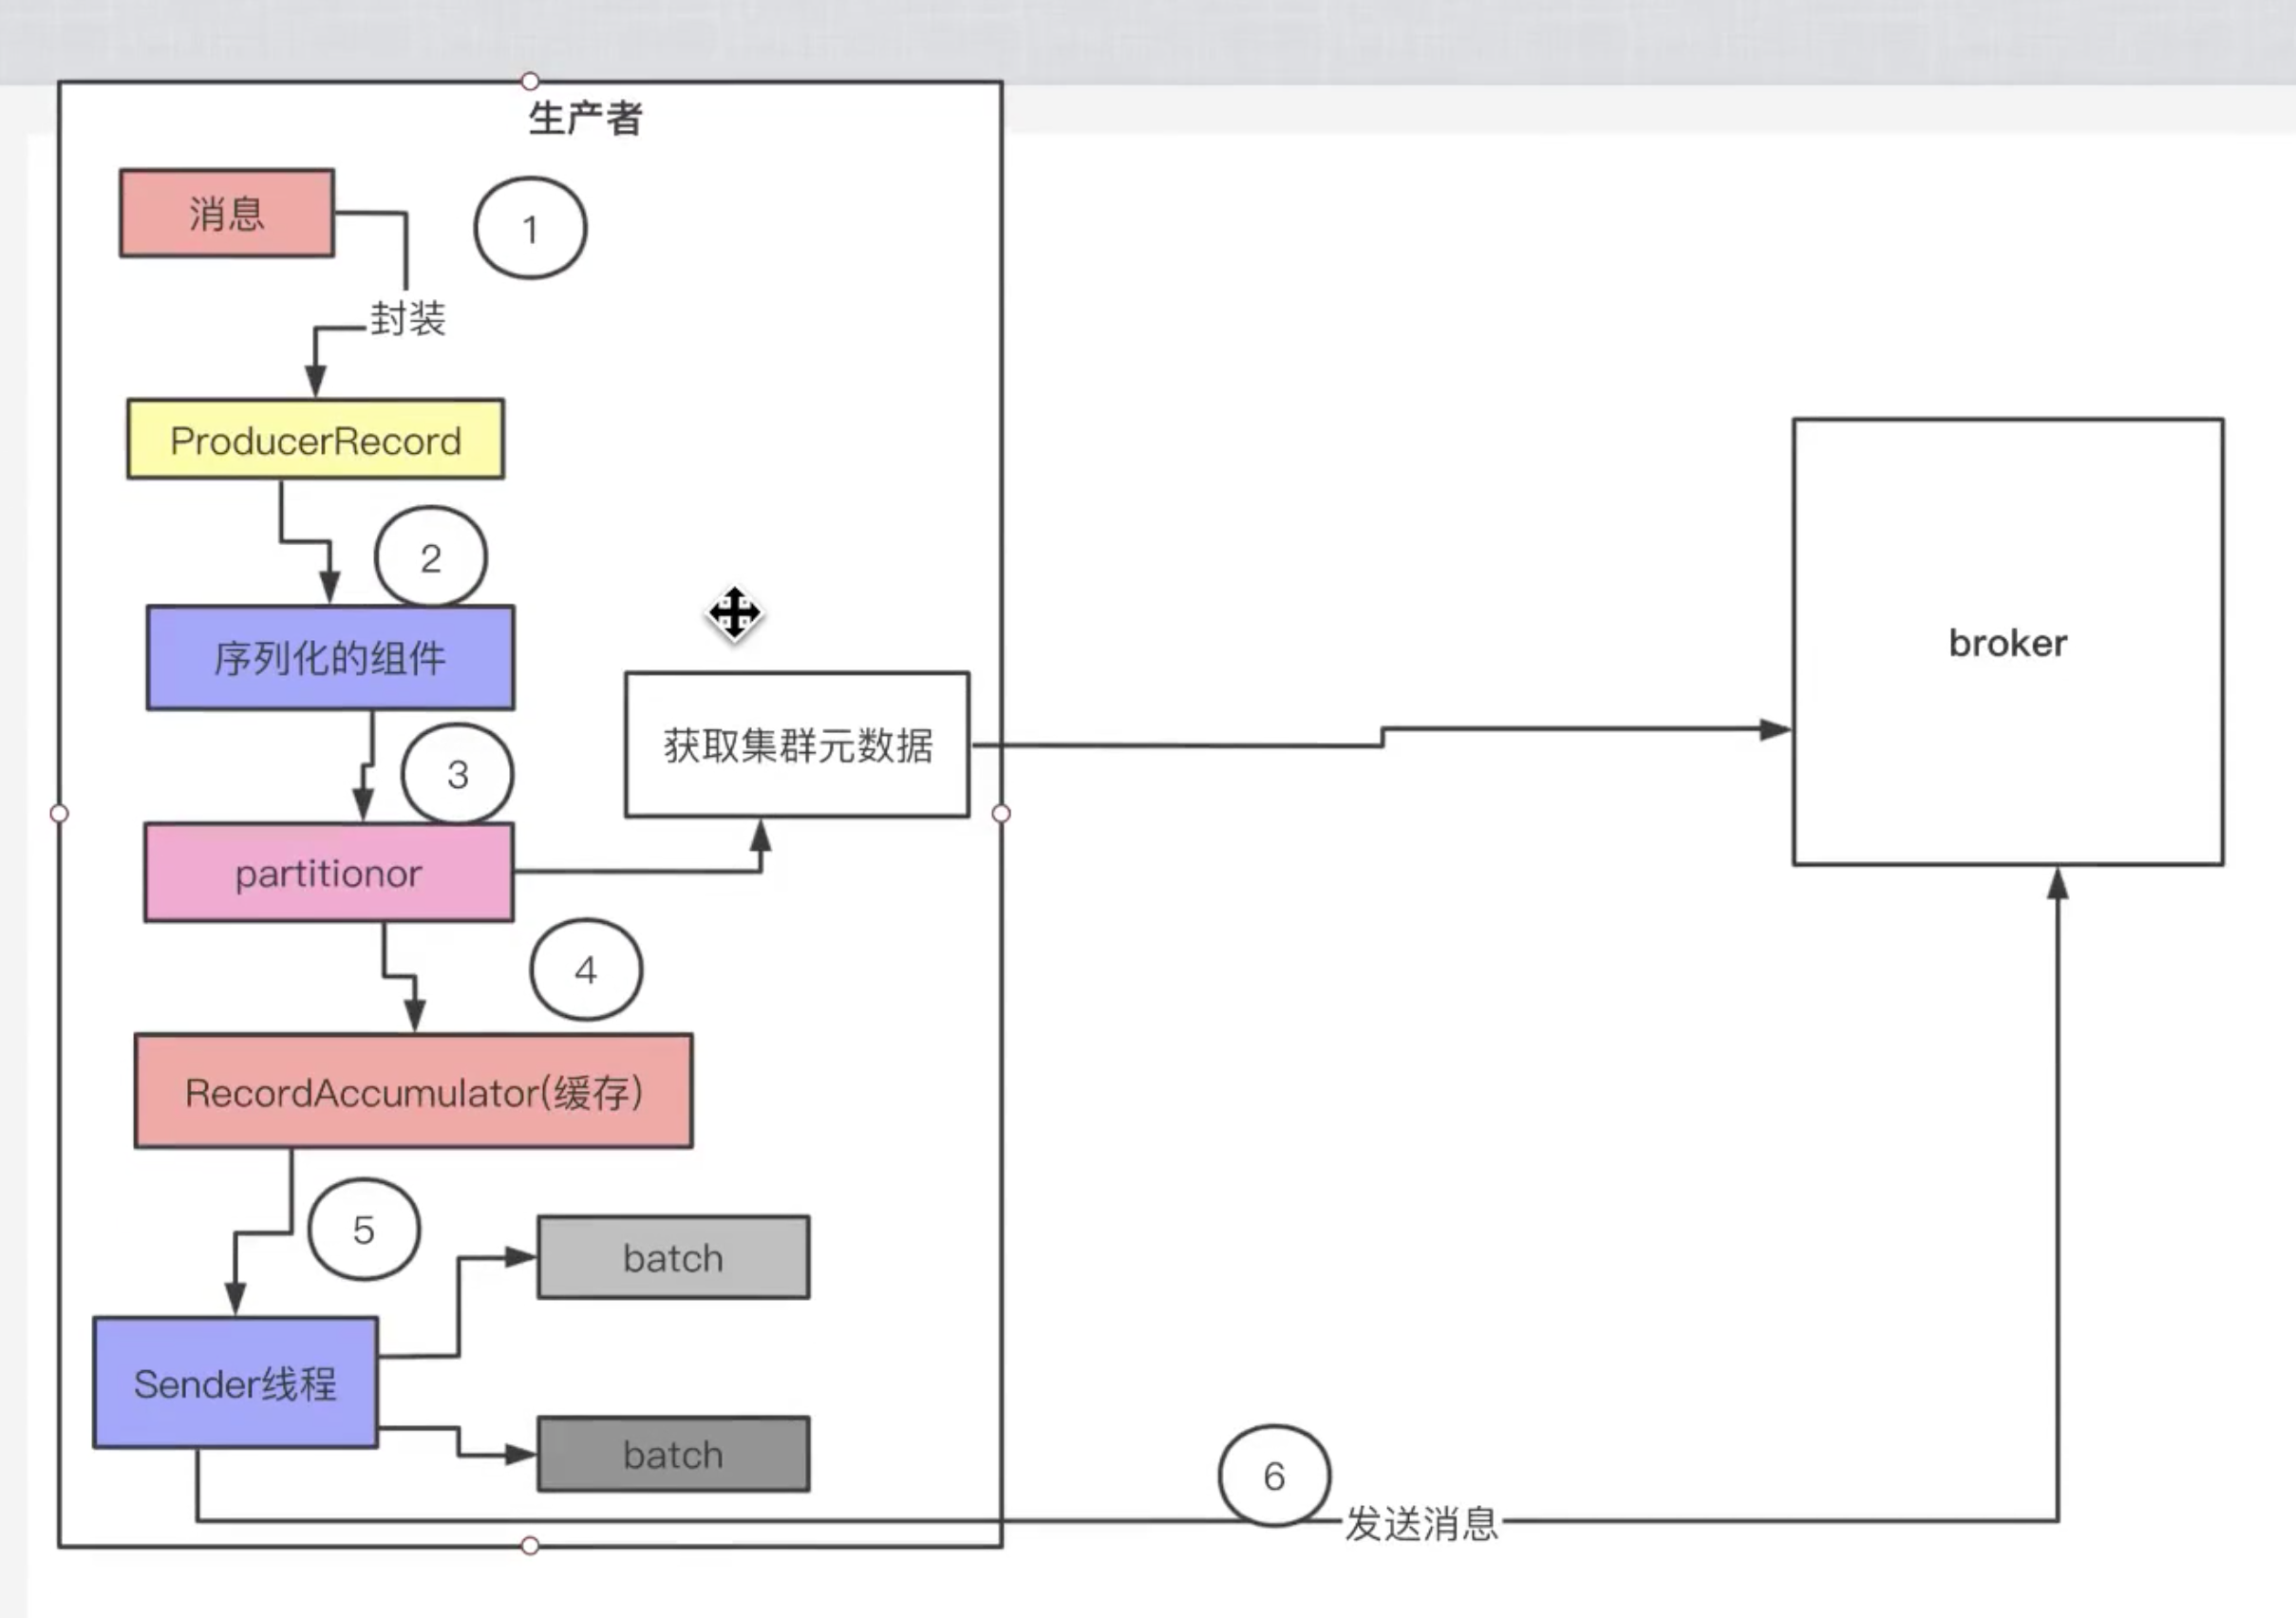 生产者
消息
1
封装
ProducerRecord
2
序列化的组件
3
获取集群元数据
broker
partitionor
4
RecordAccumulator(缓存)
5
batch
Sender线程
batch
6
发送消息